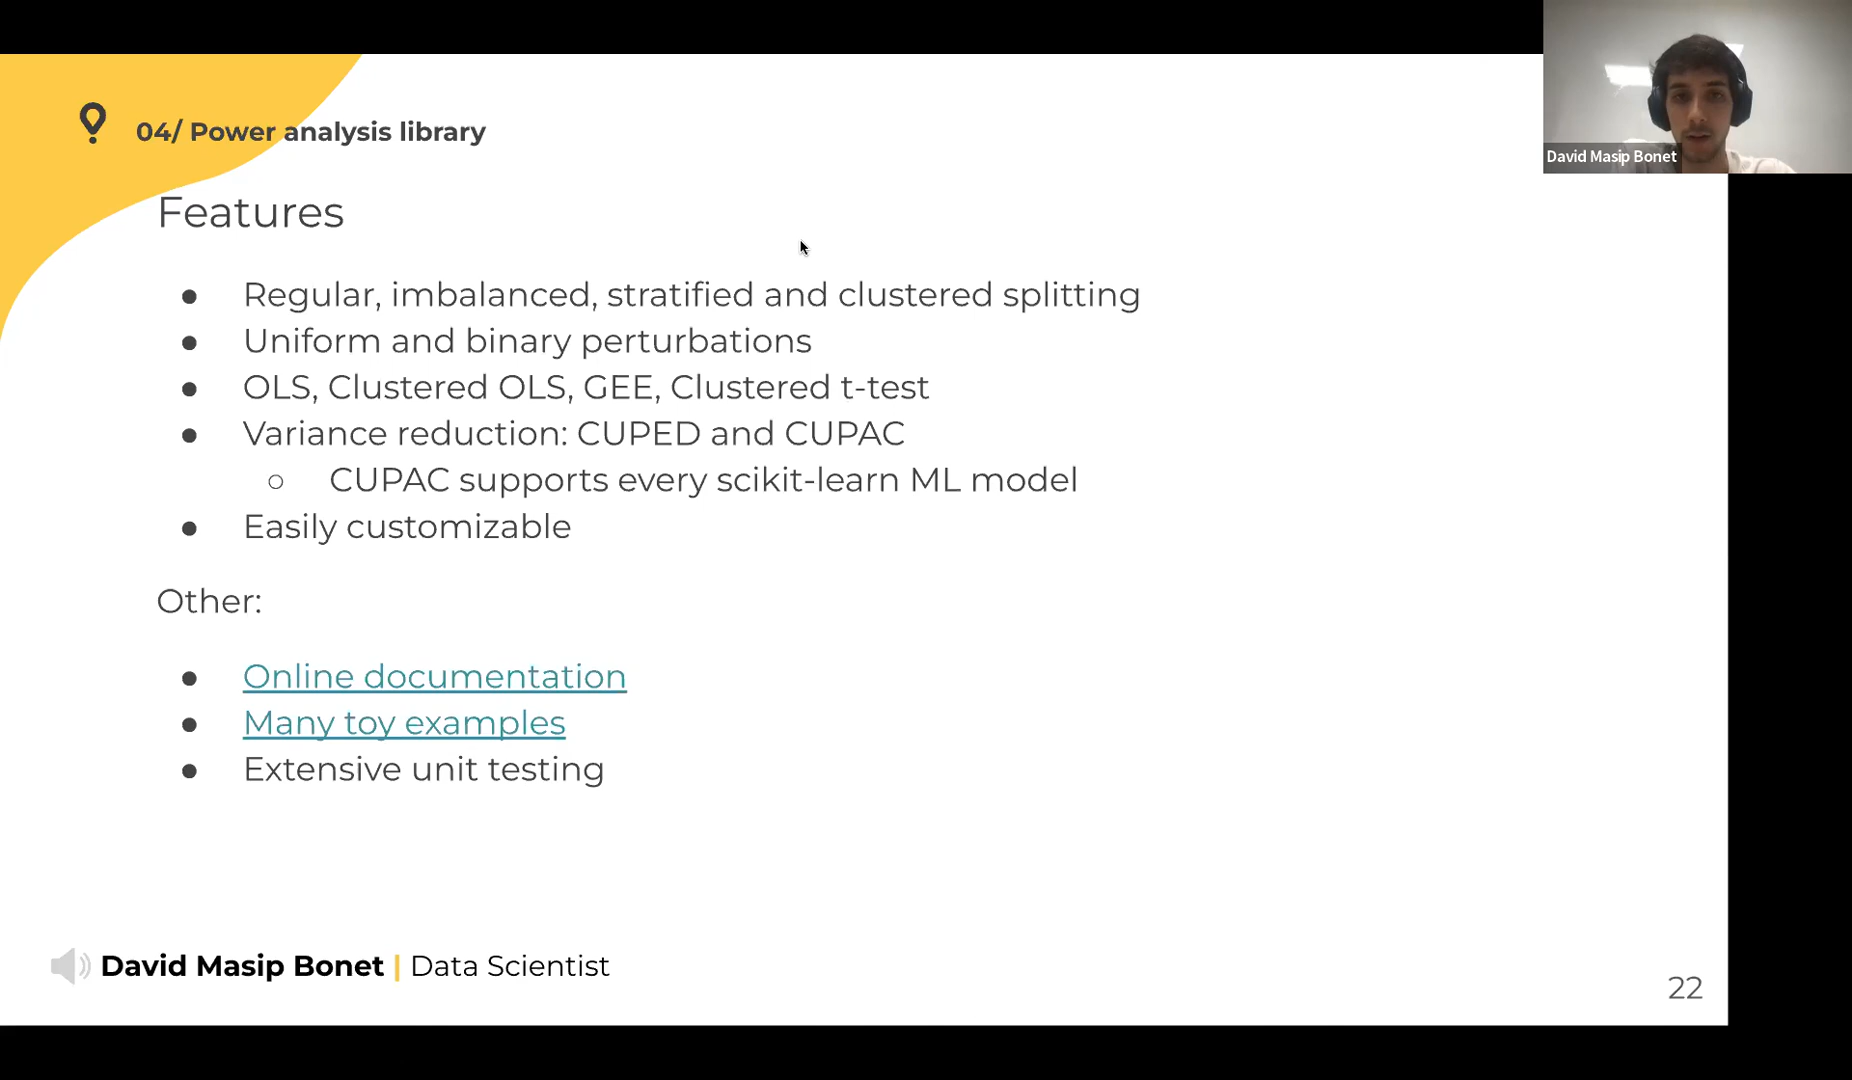 David Masip Bonet
04/ Power analysis library
Features
● Regular, imbalanced, stratified and clustered splitting
● Uniform and binary perturbations
● OLS, Clustered OLS, GEE, Clustered t-test
● Variance reduction: CUPED and CUPAC
○ CUPAC supports every scikit-learn ML model
● Easily customizable
Other:
● Online documentation
● Many toy examples
● Extensive unit testing
David Masip Bonet | Data Scientist
22